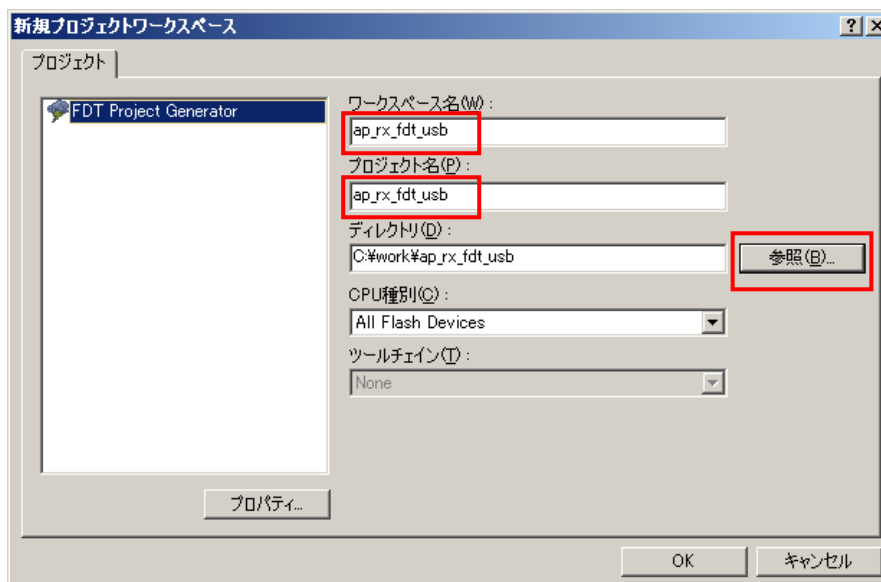 新規プロジェクトワークスペース
プロジェクト
FDT Project Generator
ワークスペース名(W) :
ap_rx_fdt_usb
プロジェクト名(P) :
ap_rx_fdt_usb
ディレクトリ(D) :
C:¥work¥ap_rx_fdt_usb
参照(B)...
CPU種別(C) :
All Flash Devices
ツールチェイン(T) :
None
プロパティ...
OK
キャンセル